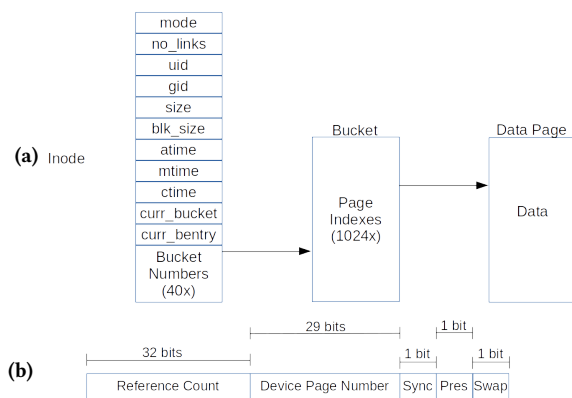 mode
no_links
uid
gid
size
blk_size
atime
mtime
ctime
curr_bucket
curr_bentry
Bucket
Numbers
(40x)
(a) Inode
Bucket
Page
Indexes
(1024x)
Data Page
Data
32 bits
29 bits
1 bit
1 bit
1 bit
(b)
Reference Count
Device Page Number
Sync
Pres
Swap